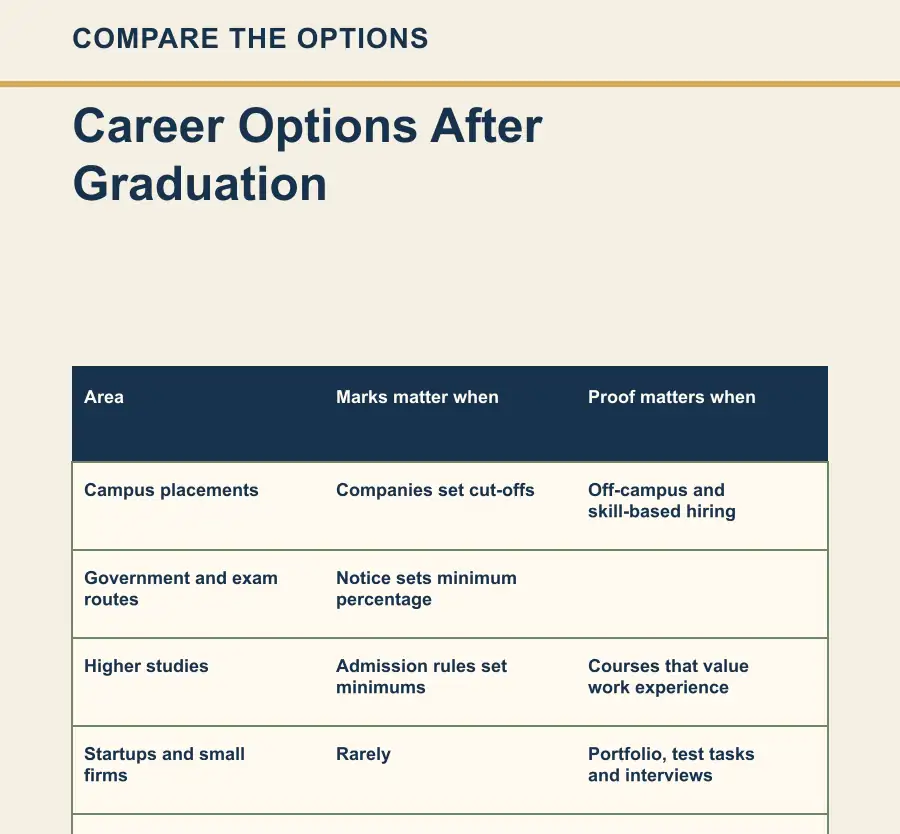 COMPARE THE OPTIONS
Career Options After
Graduation
Area
Marks matter when
Proof matters when
Campus placements
Companies set cut-offs
Off-campus and
skill-based hiring
Government and exam
routes
Notice sets minimum
percentage
Higher studies
Admission rules set
minimums
Courses that value
work experience
Startups and small
firms
Rarely
Portfolio, test tasks
and interviews